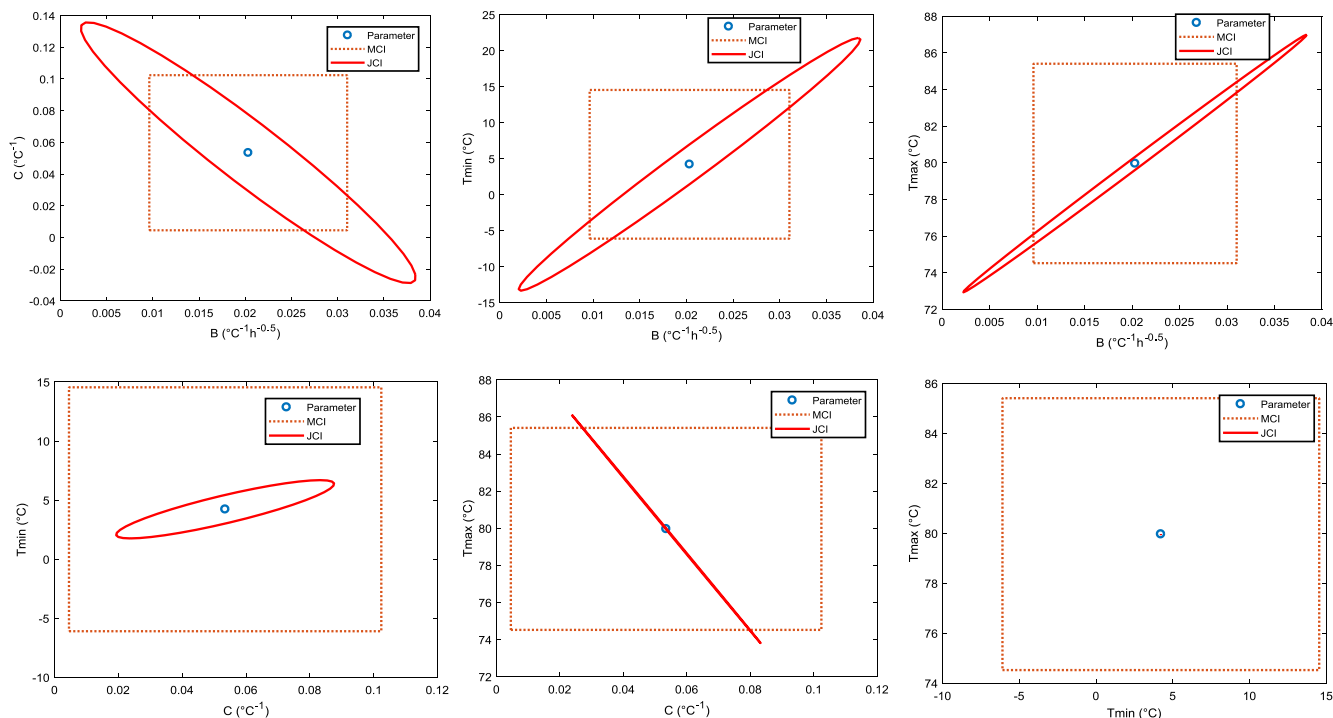 0.14
0.12
0.1
0.08
0.06
0.04
0.02
0
-0.02
-0.04
C (°C⁻¹)
Parameter
MCI
JCI
0 0.005 0.01 0.015 0.02 0.025 0.03 0.035 0.04
B (°C⁻¹h⁻⁰·⁵)
25
20
15
10
5
0
-5
-10
-15
Tmin (°C)
Parameter
MCI
JCI
0 0.005 0.01 0.015 0.02 0.025 0.03 0.035 0.04
B (°C⁻¹h⁻⁰·⁵)
88
86
84
82
80
78
76
74
72
Tmax (°C)
Parameter
MCI
JCI
0 0.005 0.01 0.015 0.02 0.025 0.03 0.035 0.04
B (°C⁻¹h⁻⁰·⁵)
15
10
5
0
-5
-10
Tmin (°C)
Parameter
MCI
JCI
0 0.02 0.04 0.06 0.08 0.1 0.12
C (°C⁻¹)
88
86
84
82
80
78
76
74
72
Tmax (°C)
Parameter
MCI
JCI
0 0.02 0.04 0.06 0.08 0.1 0.12
C (°C⁻¹)
86
84
82
80
78
76
74
Tmax (°C)
Parameter
MCI
JCI
-10 -5 0 5 10 15
Tmin (°C)